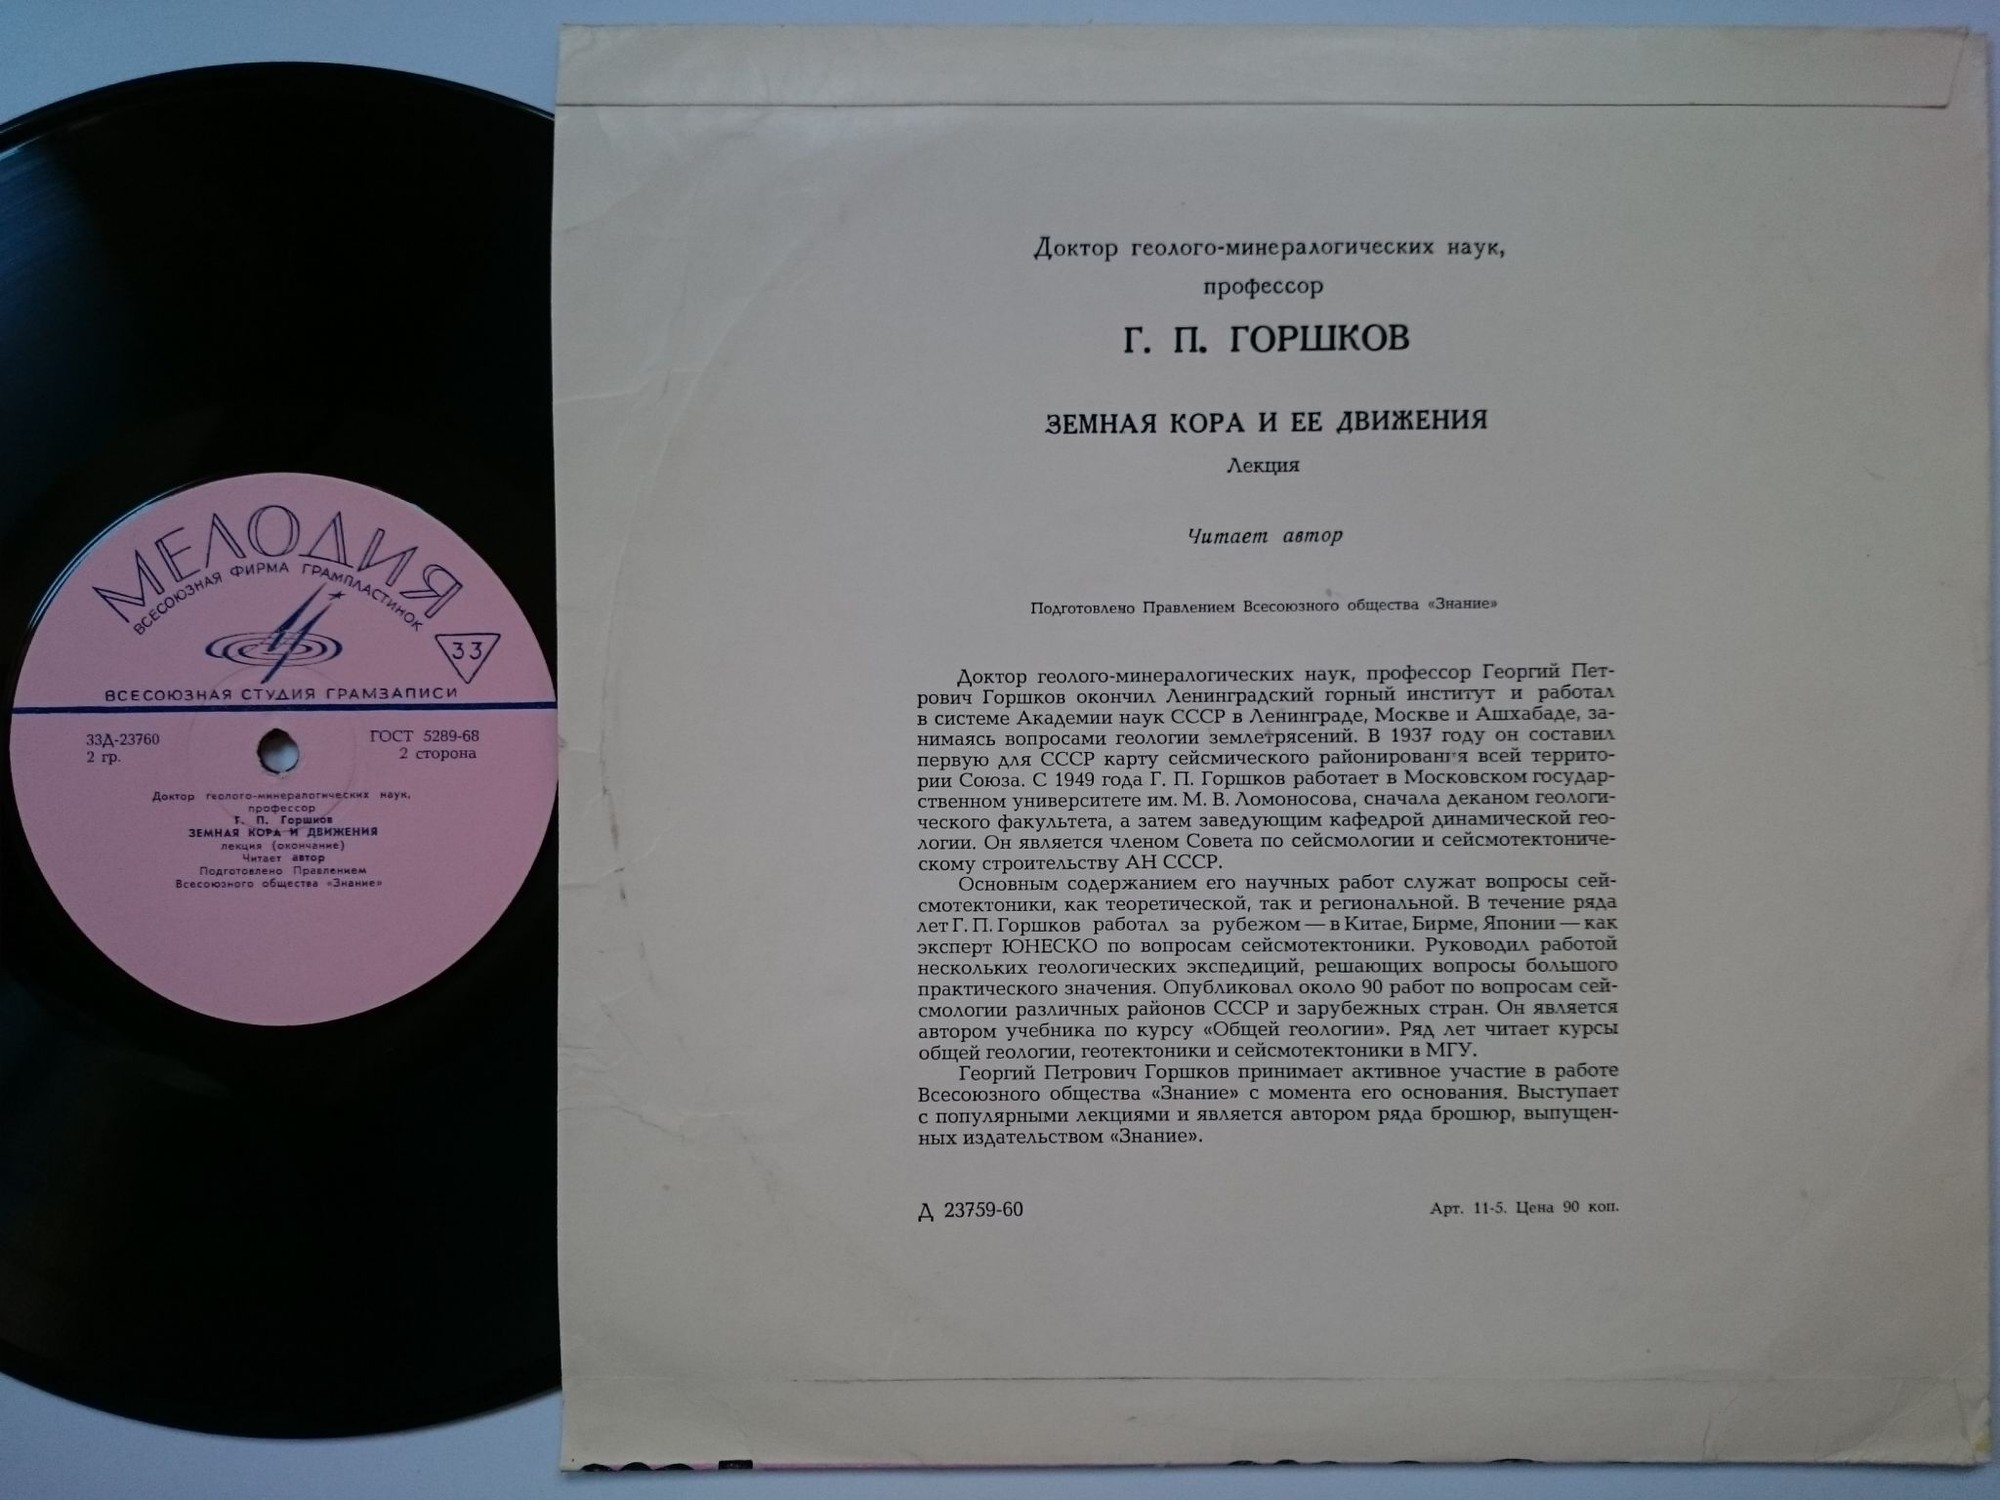 МЕЛОДИЯ
ВСЕСОЮЗНАЯ ФИРМА ГРАМПЛАСТИНОК
33
ВСЕСОЮЗНАЯ СТУДИЯ ГРАМЗАПИСИ
33Д-23760
2 гр.
ГОСТ 5289-68
2 сторона
Доктор геолого-минералогических наук,
профессор
Г. П. Горшков
ЗЕМНАЯ КОРА И ДВИЖЕНИЯ
лекция (окончание)
Читает автор
Подготовлено Правлением
Всесоюзного общества «Знание»
Доктор геолого-минералогических наук,
профессор
Г. П. ГОРШКОВ
ЗЕМНАЯ КОРА И ЕЕ ДВИЖЕНИЯ
Лекция
Читает автор
Подготовлено Правлением Всесоюзного общества «Знание»
Доктор геолого-минералогических наук, профессор Георгий Пет-
рович Горшков окончил Ленинградский горный институт и работал
в системе Академии наук СССР в Ленинграде, Москве и Ашхабаде, за-
нимаясь вопросами геологии землетрясений. В 1937 году он составил
первую для СССР карту сейсмического районирования всей террито-
рии Союза. С 1949 года Г. П. Горшков работает в Московском государ-
ственном университете им. М. В. Ломоносова, сначала деканом геологи-
ческого факультета, а затем заведующим кафедрой динамической гео-
логии. Он является членом Совета по сейсмологии и сейсмотектониче-
скому строительству АН СССР.
Основным содержанием его научных работ служат вопросы сей-
смотектоники, как теоретической, так и региональной. В течение ряда
лет Г. П. Горшков работал за рубежом — в Китае, Бирме, Японии — как
эксперт ЮНЕСКО по вопросам сейсмотектоники. Руководил работой
нескольких геологических экспедиций, решающих вопросы большого
практического значения. Опубликовал около 90 работ по вопросам сей-
смологии различных районов СССР и зарубежных стран. Он является
автором учебника по курсу «Общей геологии». Ряд лет читает курсы
общей геологии, геотектоники и сейсмотектоники в МГУ.
Георгий Петрович Горшков принимает активное участие в работе
Всесоюзного общества «Знание» с момента его основания. Выступает
с популярными лекциями и является автором ряда брошюр, выпущен-
ных издательством «Знание».
Д 23759-60
Арт. 11-5. Цена 90 коп.